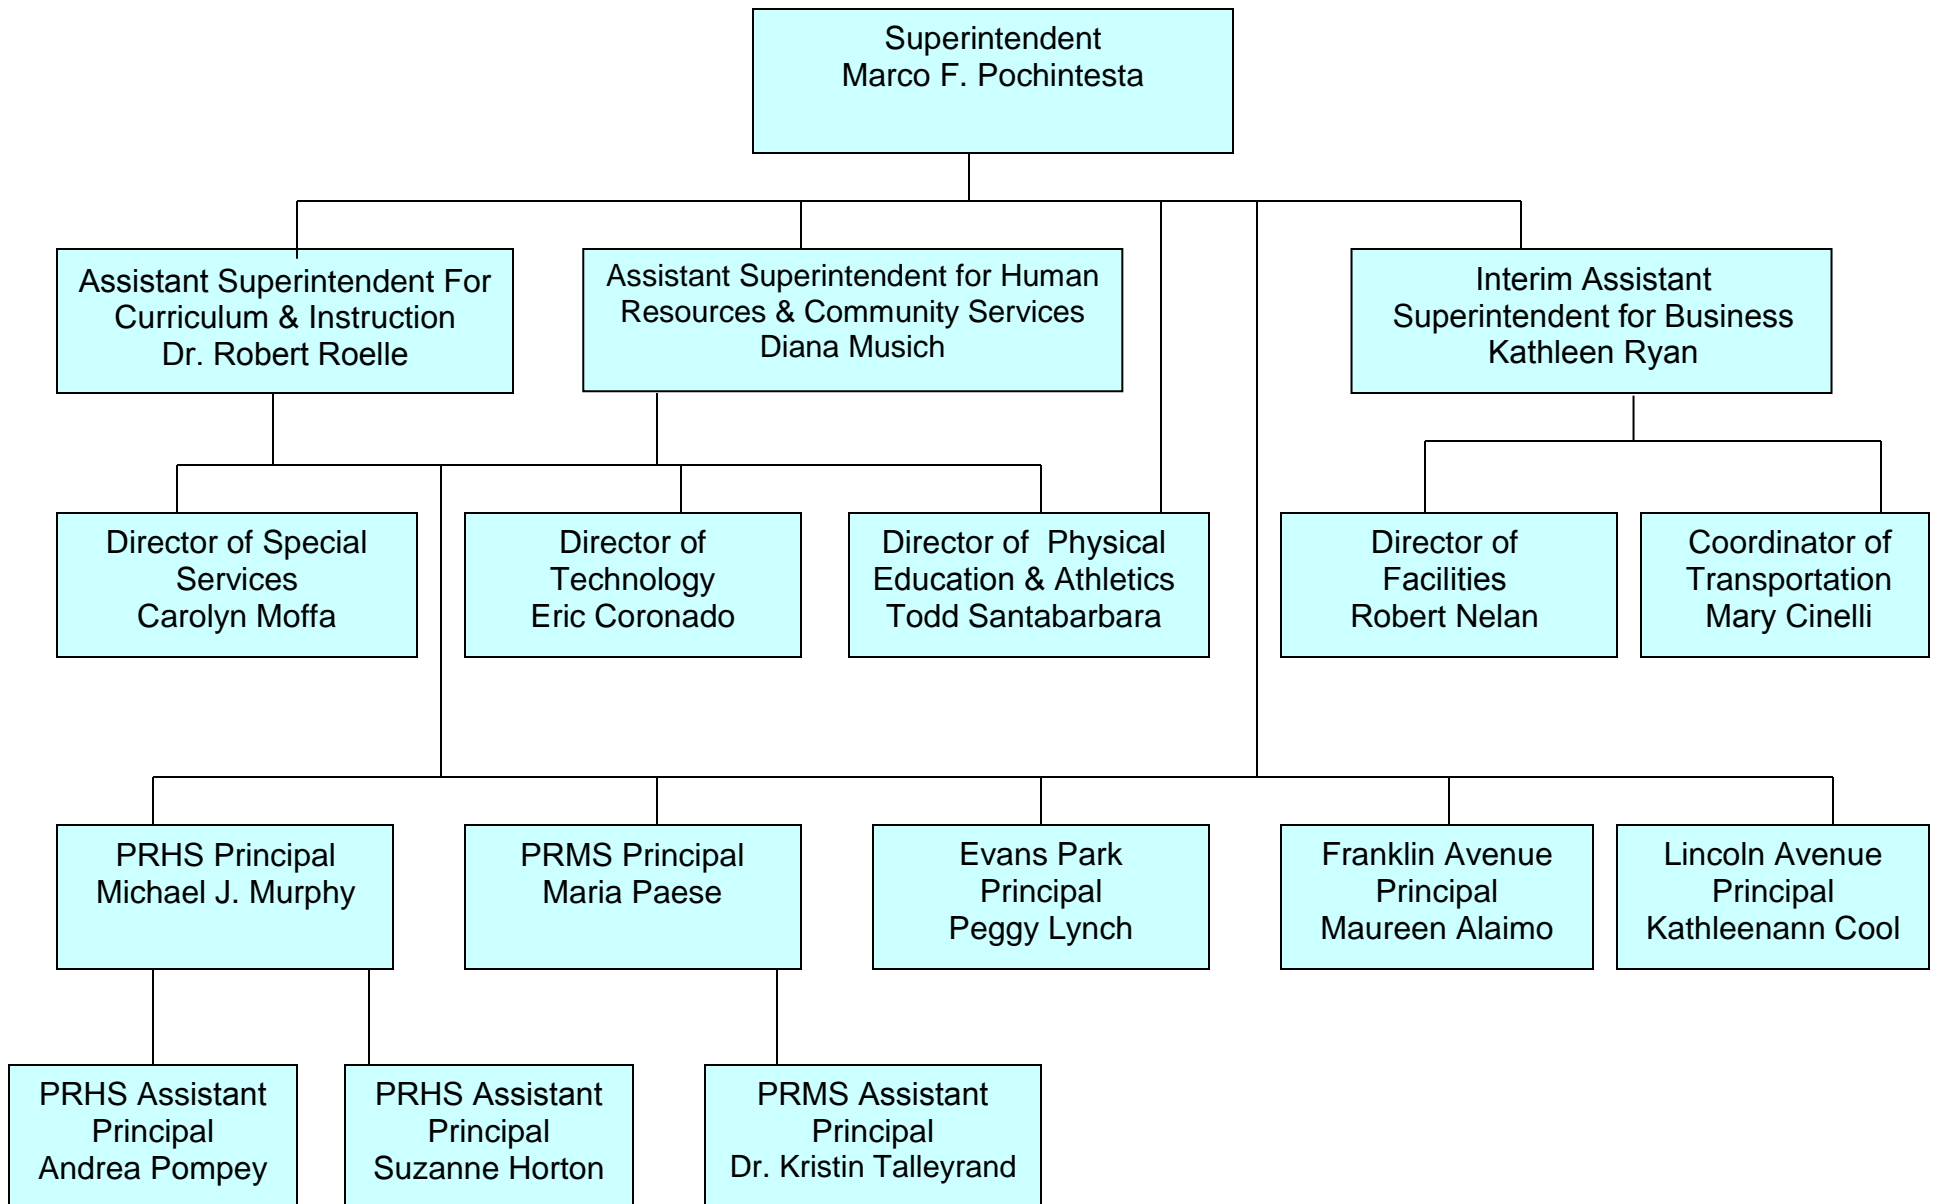 Superintendent
Marco F. Pochintesta
Assistant Superintendent For
Curriculum & Instruction
Dr. Robert Roelle
Assistant Superintendent for Human
Resources & Community Services
Diana Musich
Interim Assistant
Superintendent for Business
Kathleen Ryan
Director of Special
Services
Carolyn Moffa
Director of
Technology
Eric Coronado
Director of  Physical
Education & Athletics
Todd Santabarbara
Director of
Facilities
Robert Nelan
Coordinator of
Transportation
Mary Cinelli
PRHS Principal
Michael J. Murphy
PRMS Principal
Maria Paese
Evans Park
Principal
Peggy Lynch
Franklin Avenue
Principal
Maureen Alaimo
Lincoln Avenue
Principal
Kathleenann Cool
PRHS Assistant
Principal
Andrea Pompey
PRHS Assistant
Principal
Suzanne Horton
PRMS Assistant
Principal
Dr. Kristin Talleyrand